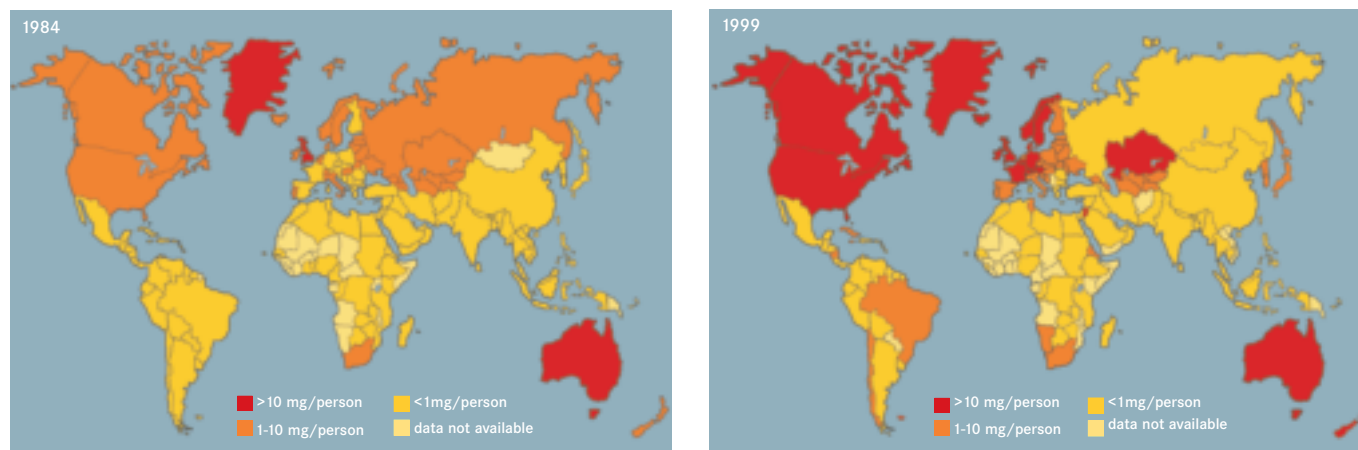 1984
>10 mg/person
<1mg/person
1-10 mg/person
data not available
1999
>10 mg/person
<1mg/person
1-10 mg/person
data not available